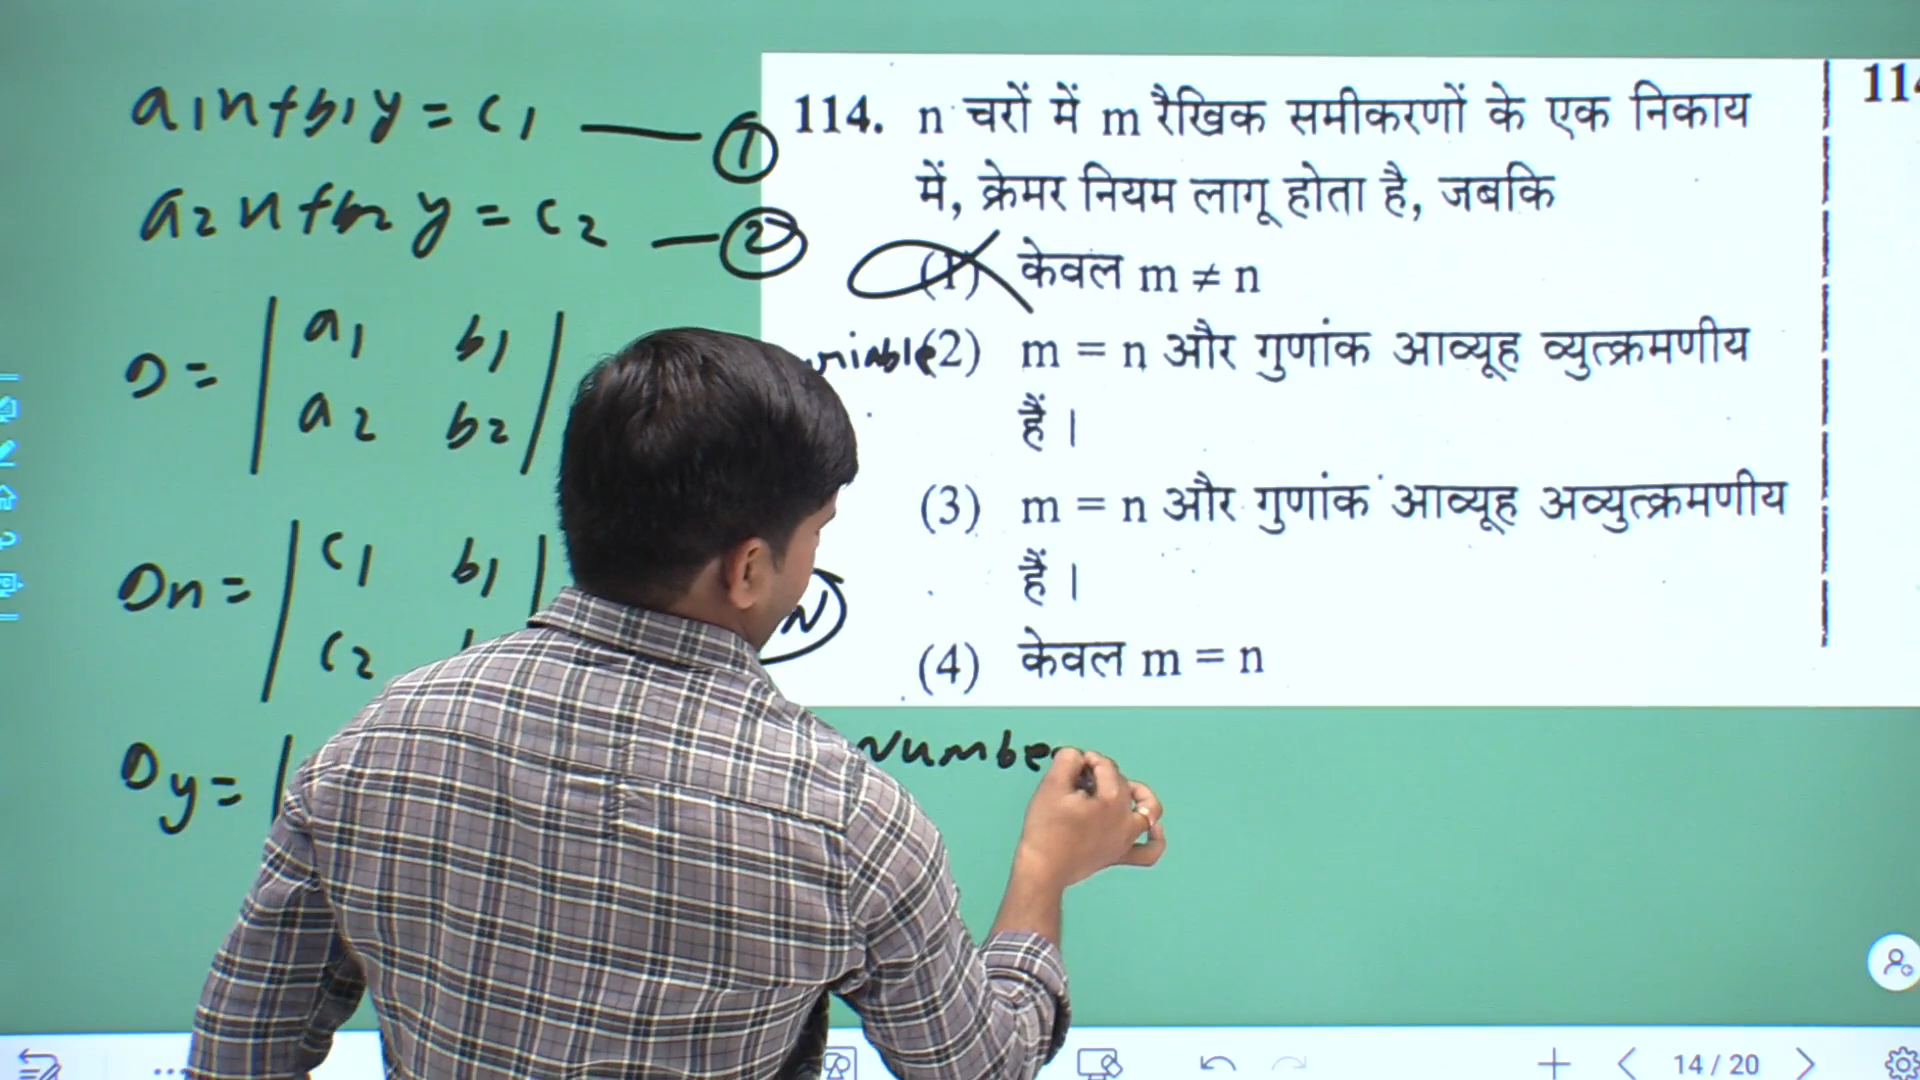 a1x+b1y=c1 — ①
a2x+b2y=c2 — ②
D= | a1 b1 |
a2 b2
Dx= | c1 b1 |
c2
Dy= |
114. n चरों में m रैखिक समीकरणों के एक निकाय
में, क्रेमर नियम लागू होता है, जबकि
(1) केवल m ≠ n
(2) m = n और गुणांक आव्यूह व्युत्क्रमणीय
हैं ।
(3) m = n और गुणांक आव्यूह अव्युत्क्रमणीय
हैं ।
(4) केवल m = n
N
Numbe
11
14 / 20